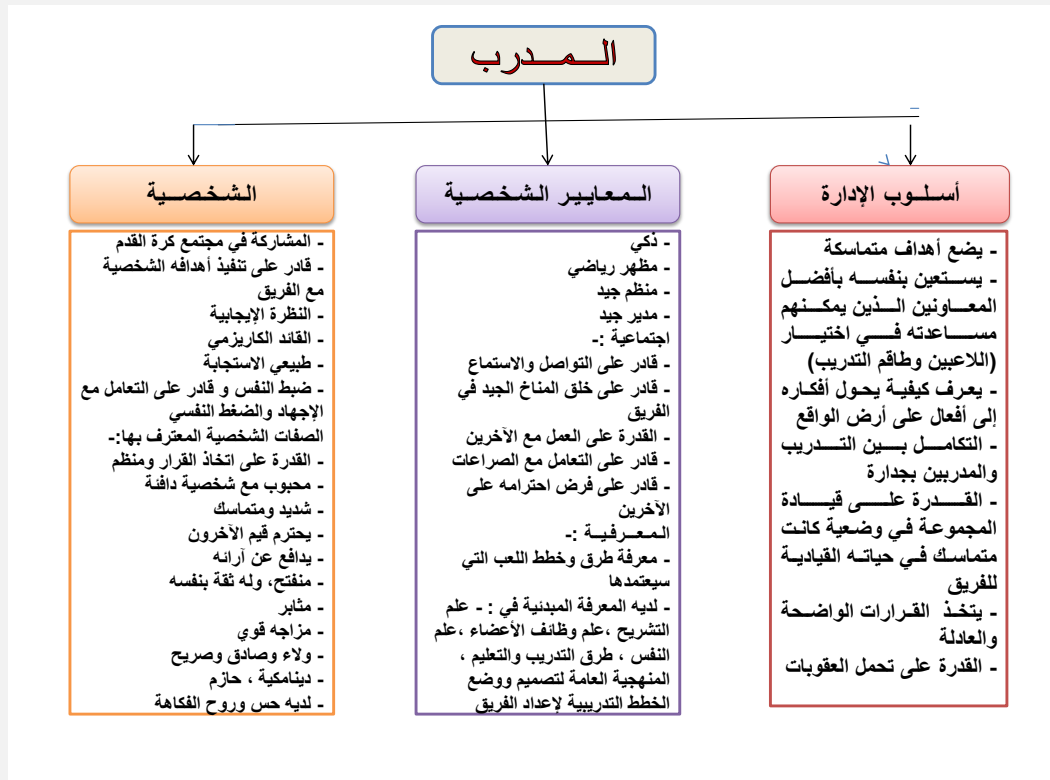 المدرب
أسلوب الإدارة
- يضع أهداف متماسكة
- يستعين بنفسه بأفضل
المعاونين الذين يمكنهم
مساعدته في اختيار
(اللاعبين وطاقم التدريب)
- يعرف كيفية يحول أفكاره
إلى أفعال على أرض الواقع
- التكامل بين التدريب
والمدربين بجدارة
- القدرة على قيادة
المجموعة في وضعية كانت
متماسك في حياته القيادية
للفريق
- يتخذ القرارات الواضحة
والعادلة
- القدرة على تحمل العقوبات
المعايير الشخصية
- ذكي
- مظهر رياضي
- منظم جيد
- مدير جيد
اجتماعية :-
- قادر على التواصل والاستماع
- قادر على خلق المناخ الجيد في
الفريق
- القدرة على العمل مع الآخرين
- قادر على التعامل مع الصراعات
- قادر على فرض احترامه على
الآخرين
المعرفية :-
- معرفة طرق وخطط اللعب التي
سيعتمدها
- لديه المعرفة المبدئية في : - علم
التشريح ،علم وظائف الأعضاء ،علم
النفس ، طرق التدريب والتعليم ،
المنهجية العامة لتصميم ووضع
الخطط التدريبية لإعداد الفريق
الشخصية
- المشاركة في مجتمع كرة القدم
- قادر على تنفيذ أهدافه الشخصية
مع الفريق
- النظرة الإيجابية
- القائد الكاريزمي
- طبيعي الاستجابة
- ضبط النفس و قادر على التعامل مع
الإجهاد والضغط النفسي
الصفات الشخصية المعترف بها:-
- القدرة على اتخاذ القرار ومنظم
- محبوب مع شخصية دافئة
- شديد ومتماسك
- يحترم قيم الآخرون
- يدافع عن آرائه
- منفتح، وله ثقة بنفسه
- مثابر
- مزاجه قوي
- ولاء وصادق وصريح
- دينامكية ، حازم
- لديه حس وروح الفكاهة